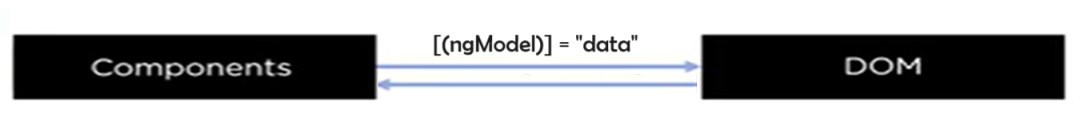 [(ngModel)] = "data"
Components
DOM